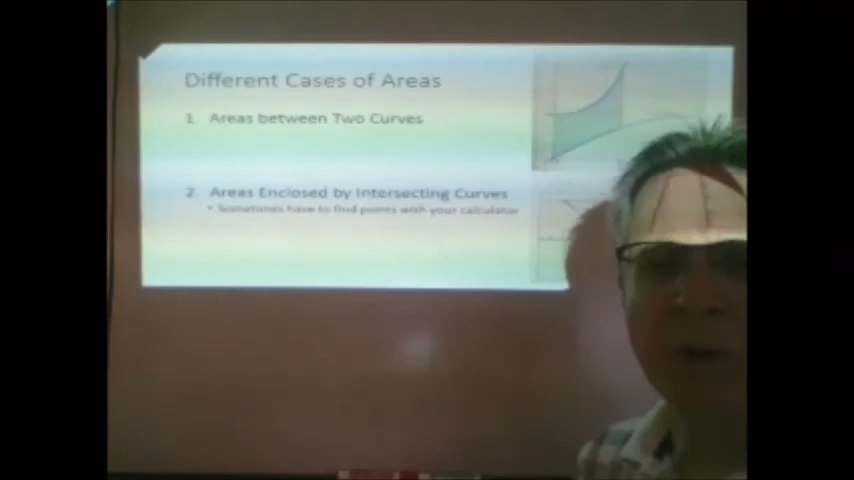 Different Cases of Areas
1. Areas between Two Curves
2. Areas Enclosed by Intersecting Curves
• Sometimes have to find points with your calculator